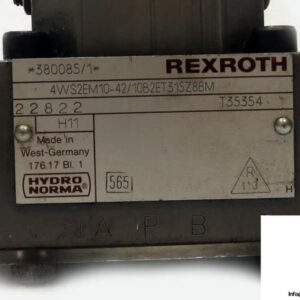 *380085/1* REXROTH
4WS2EM10-42/10B2ET315Z8BM
22822 T35354
H11
Made in
West-Germany
176.17 Bl. 1
HYDRO
NORMA
565
R
H
A P B